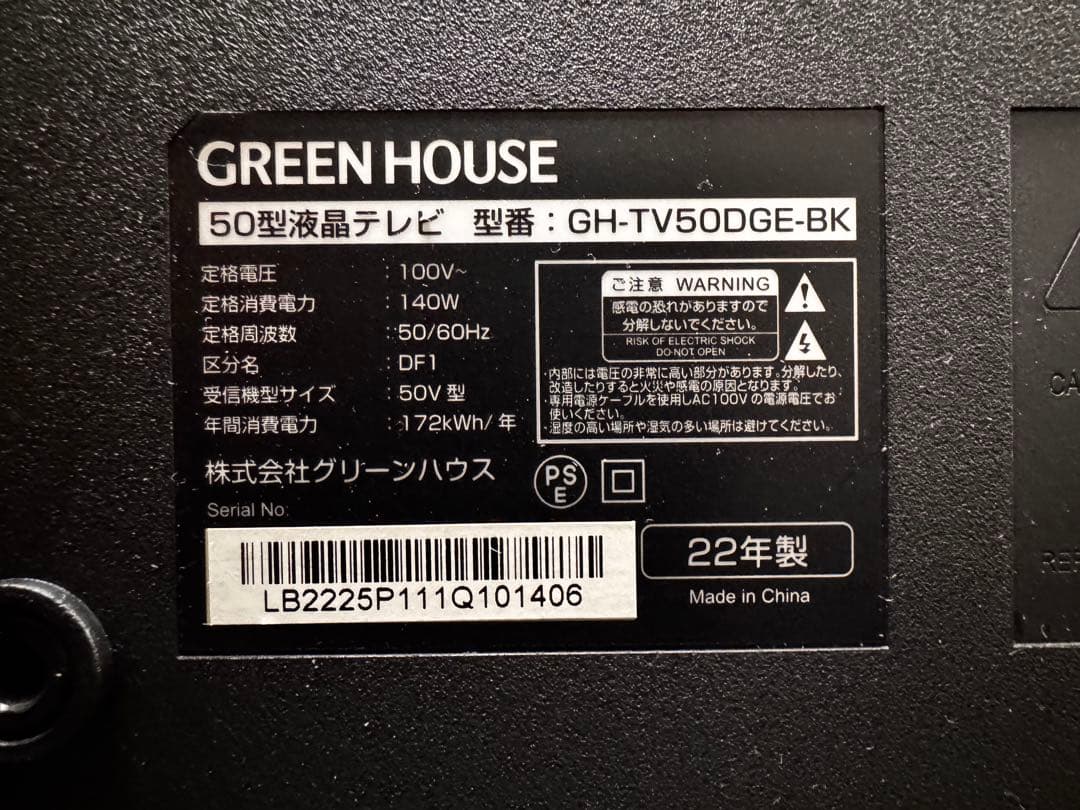 GREEN HOUSE
50型液晶テレビ 型番：GH-TV50DGE-BK
定格電圧 : 100V~
定格消費電力 : 140W
定格周波数 : 50/60Hz
区分名 : DF1
受信機型サイズ : 50V 型
年間消費電力 : 172kWh/ 年
ご注意 WARNING
感電の恐れがありますので
分解しないでください。
RISK OF ELECTRIC SHOCK
DO NOT OPEN
・内部には電圧の非常に高い部分があります。分解したり、
改造したりすると火災や感電の原因となります。
・専用電源ケーブルを使用しAC100V の電源電圧でお
使いください。
・温度の高い場所や湿気の多い場所は避けてください。
株式会社グリーンハウス
PS
E
Serial No:
LB2225P111Q101406
22年製
Made in China
CA